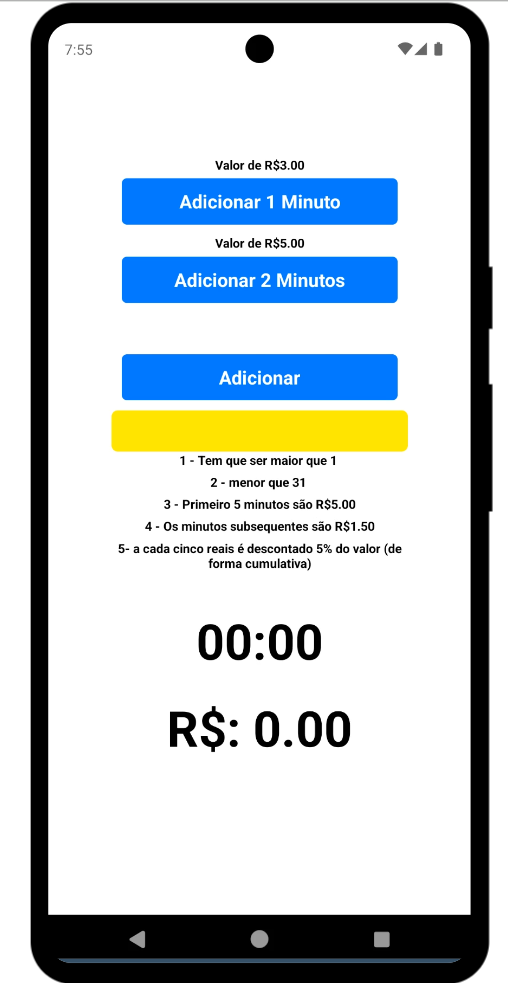 7:55
Valor de R$3.00
Adicionar 1 Minuto
Valor de R$5.00
Adicionar 2 Minutos
Adicionar
1 - Tem que ser maior que 1
2 - menor que 31
3 - Primeiro 5 minutos são R$5.00
4 - Os minutos subsequentes são R$1.50
5- a cada cinco reais é descontado 5% do valor (de
forma cumulativa)
00:00
R$: 0.00